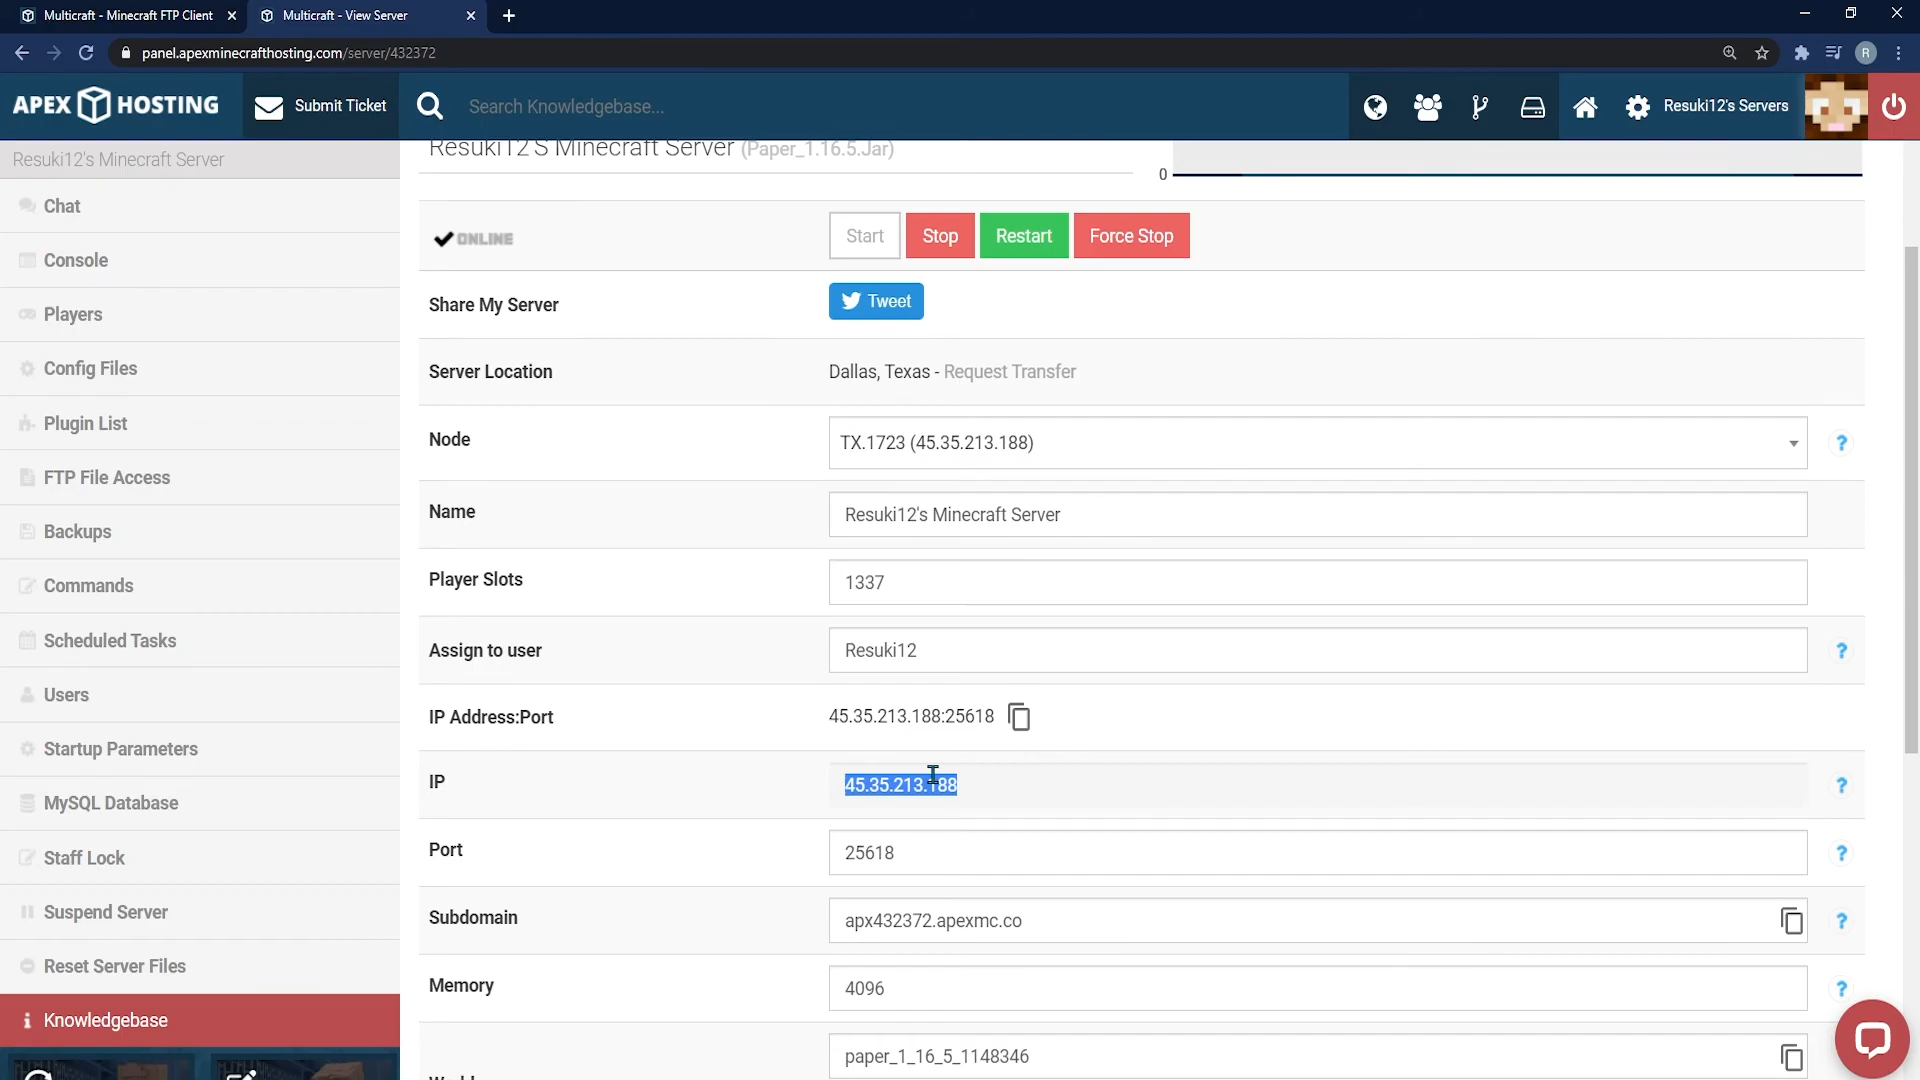 Multicraft - Minecraft FTP Client
Multicraft - View Server
panel.apexminecrafthosting.com/server/432372
R
APEX HOSTING
Submit Ticket
Search Knowledgebase...
Resuki12's Servers
Resuki12's Minecraft Server
Chat
Console
Players
Config Files
Plugin List
FTP File Access
Backups
Commands
Scheduled Tasks
Users
Startup Parameters
MySQL Database
Staff Lock
Suspend Server
Reset Server Files
Knowledgebase
Resuki12'S Minecraft Server (Paper_1.16.5.Jar)
0
ONLINE
Start
Stop
Restart
Force Stop
Share My Server
Tweet
Server Location
Dallas, Texas - Request Transfer
Node
TX.1723 (45.35.213.188)
?
Name
Resuki12's Minecraft Server
Player Slots
1337
Assign to user
Resuki12
?
IP Address:Port
45.35.213.188:25618
IP
45.35.213.188
?
Port
25618
?
Subdomain
apx432372.apexmc.co
?
Memory
4096
?
paper_1_16_5_1148346